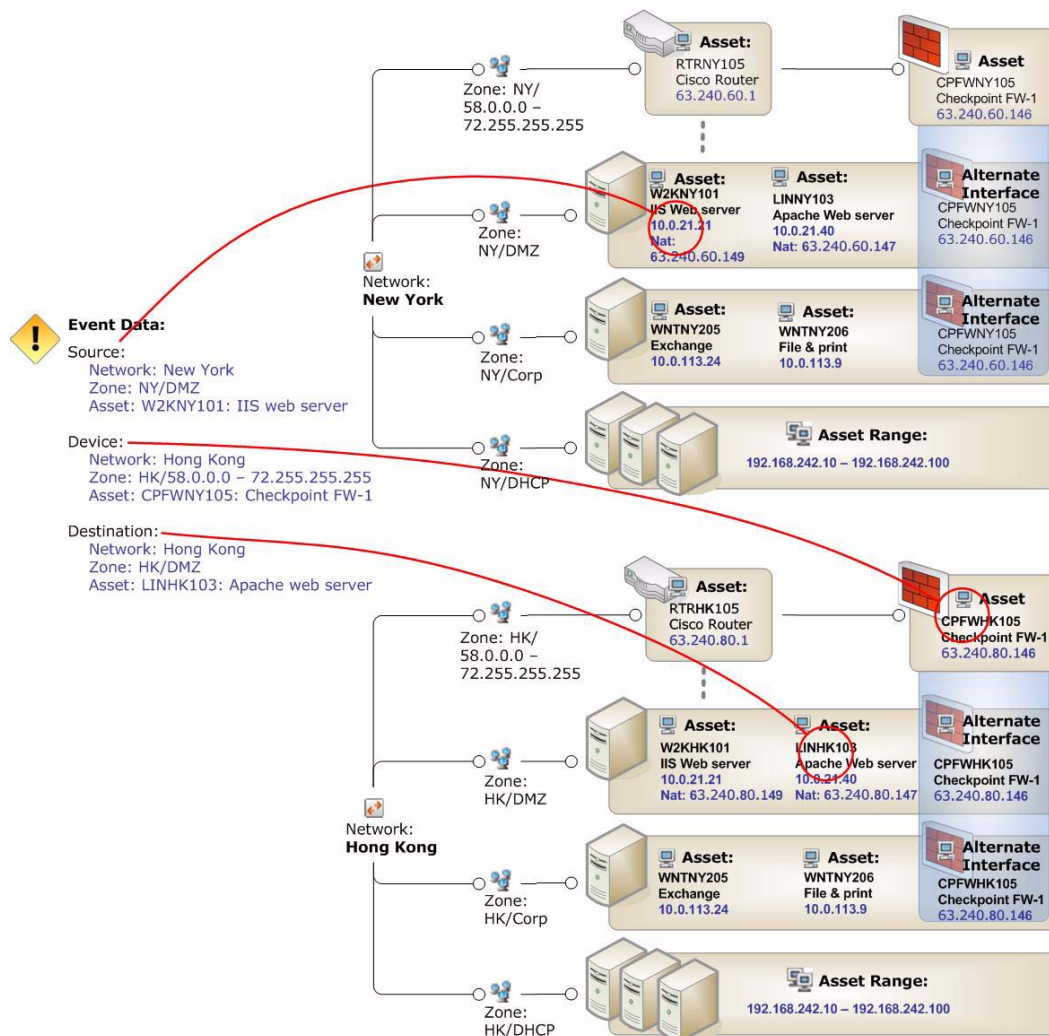 Asset:
RTRNY105
Cisco Router
63.240.60.1
Asset
CPFWNY105
Checkpoint FW-1
63.240.60.146
Zone: NY/
58.0.0.0 –
72.255.255.255
Asset:
W2KNY101
IIS Web server
10.0.21.21
Nat:
63.240.60.149
Asset:
LINNY103
Apache Web server
10.0.21.40
Nat: 63.240.60.147
Alternate
Interface
CPFWNY105
Checkpoint FW-1
63.240.60.146
Zone:
NY/DMZ
Network:
New York
Asset:
WNTNY205
Exchange
10.0.113.24
Asset:
WNTNY206
File & print
10.0.113.9
Alternate
Interface
CPFWNY105
Checkpoint FW-1
63.240.60.146
Zone:
NY/Corp
Asset Range:
192.168.242.10 – 192.168.242.100
Zone:
NY/DHCP
Event Data:
Source:
Network: New York
Zone: NY/DMZ
Asset: W2KNY101: IIS web server
Device:
Network: Hong Kong
Zone: HK/58.0.0.0 – 72.255.255.255
Asset: CPFWNY105: Checkpoint FW-1
Destination:
Network: Hong Kong
Zone: HK/DMZ
Asset: LINHK103: Apache web server
Asset:
RTRHK105
Cisco Router
63.240.80.1
Asset
CPFWHK105
Checkpoint FW-1
63.240.80.146
Zone: HK/
58.0.0.0 –
72.255.255.255
Asset:
W2KHK101
IIS Web server
10.0.21.21
Nat: 63.240.80.149
Asset:
LINHK103
Apache Web server
10.0.21.40
Nat: 63.240.80.147
Alternate
Interface
CPFWHK105
Checkpoint FW-1
63.240.80.146
Zone:
HK/DMZ
Network:
Hong Kong
Asset:
WNTNY205
Exchange
10.0.113.24
Asset:
WNTNY206
File & print
10.0.113.9
Alternate
Interface
CPFWHK105
Checkpoint FW-1
63.240.80.146
Zone:
HK/Corp
Asset Range:
192.168.242.10 – 192.168.242.100
Zone:
HK/DHCP